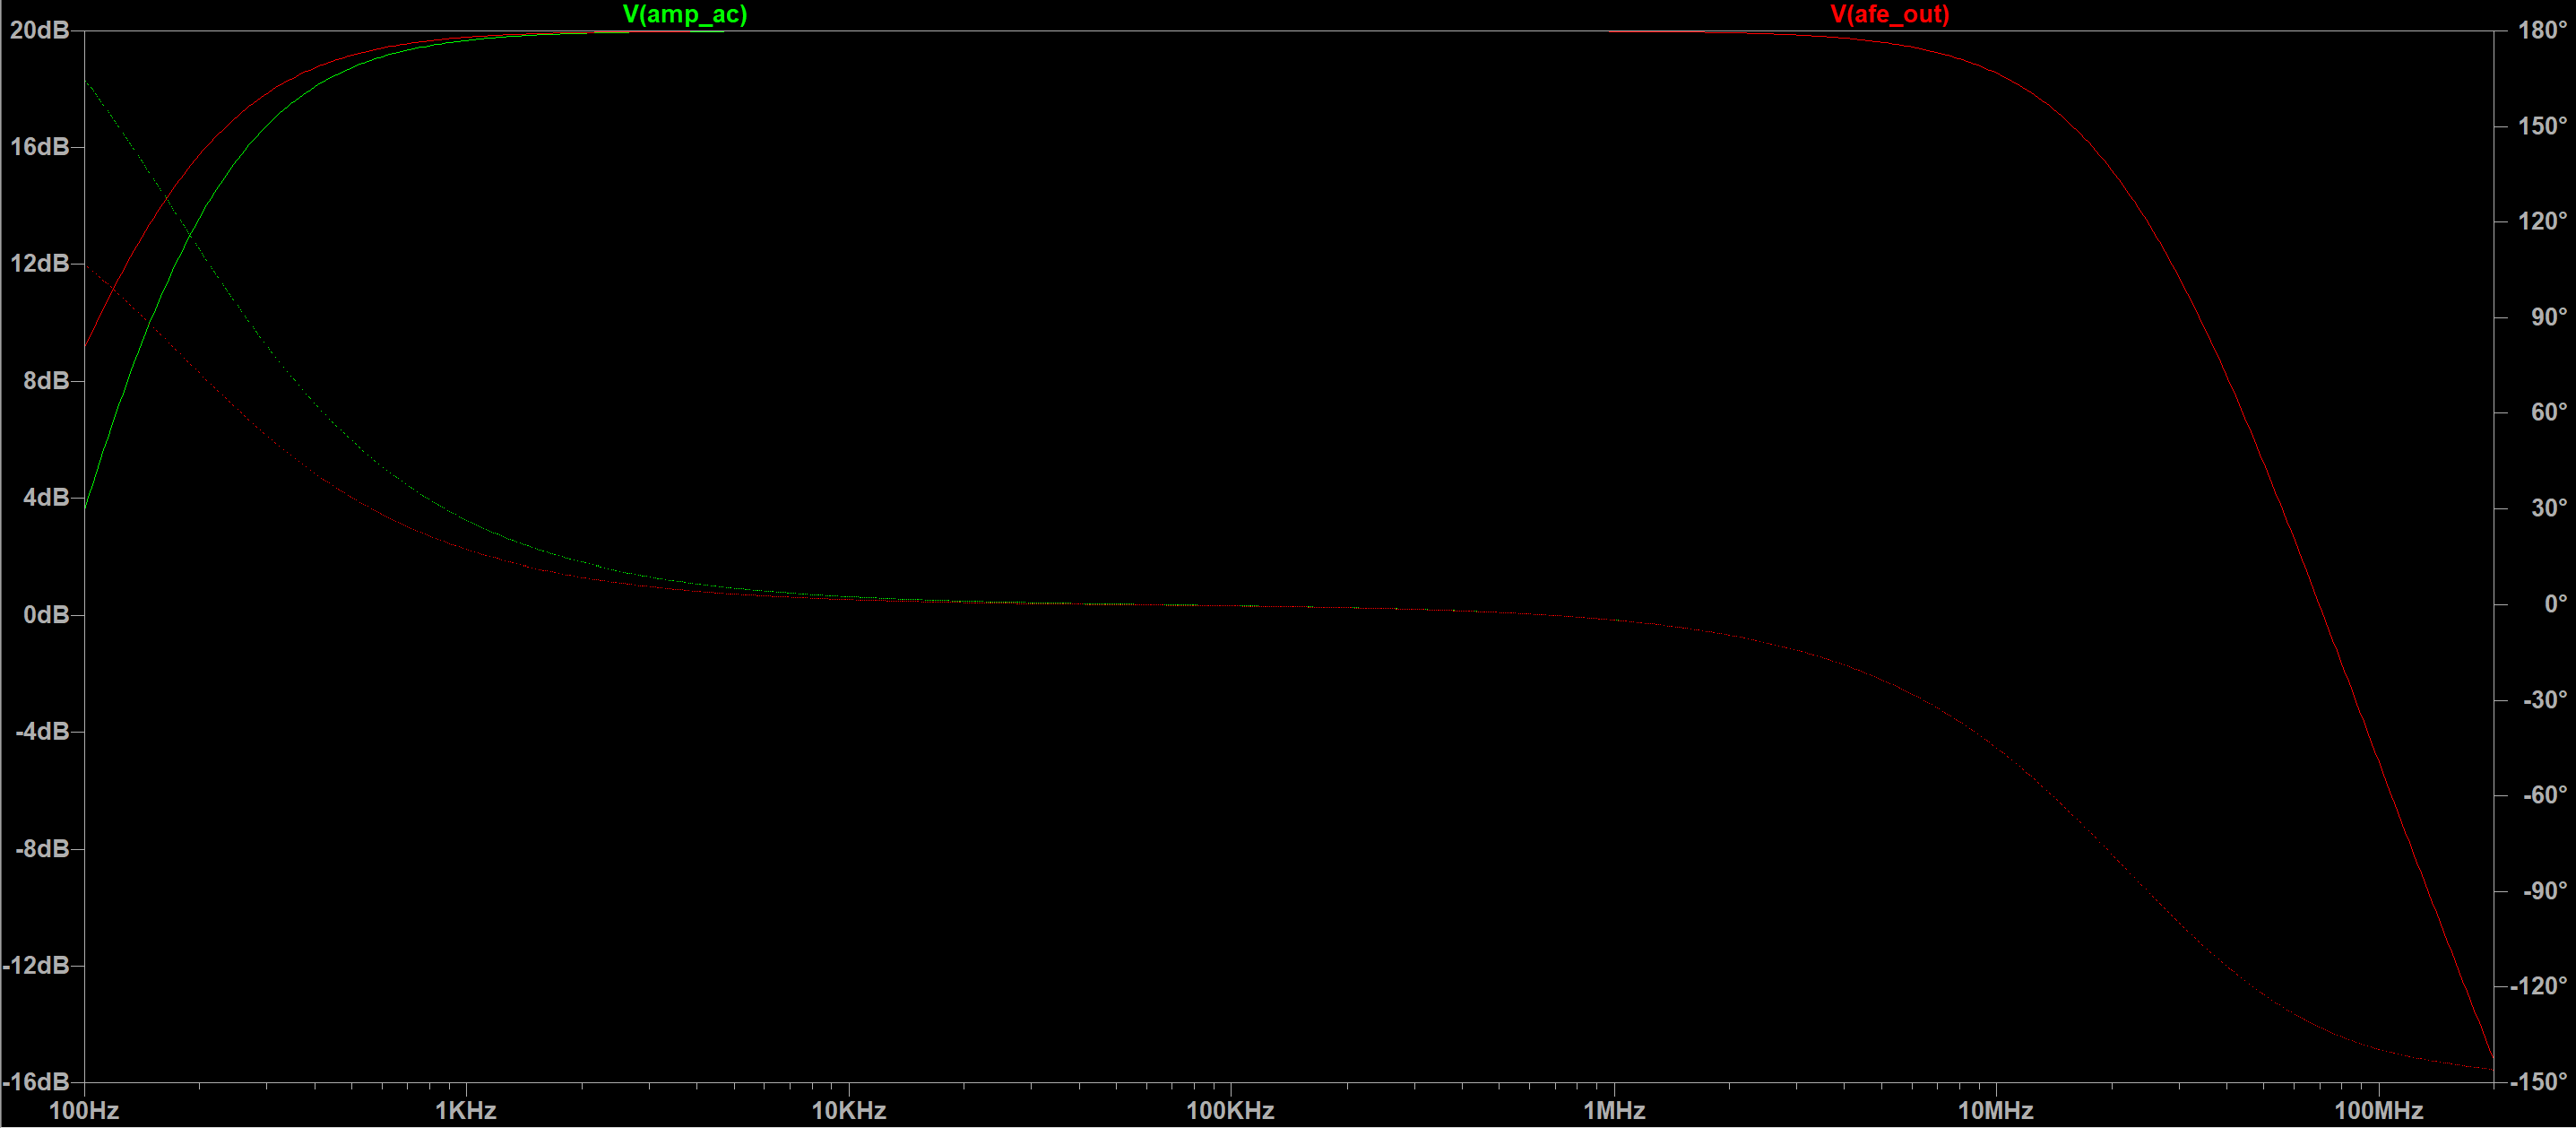 V(amp_ac) V(afe_out)
20dB 180°
16dB 150°
12dB 120°
8dB 90°
4dB 60°
0dB 30°
-4dB 0°
-8dB -30°
-12dB -60°
-16dB -90°
-120°
-150°
100Hz 1KHz 10KHz 100KHz 1MHz 10MHz 100MHz